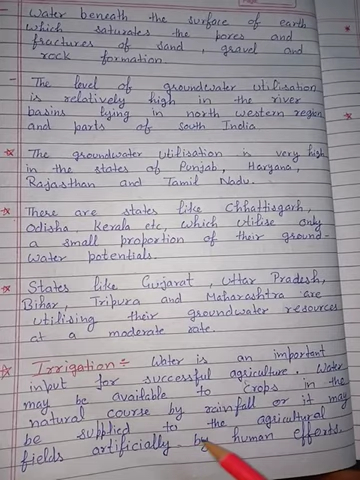 - Water beneath the surface of earth
which saturates the pores and
fractures of sand, gravel and
rock formation.
- The level of groundwater utilisation
is relatively high in the river
basins lying in north western region
and parts of south India
* The groundwater utilisation is very high
in the states of Punjab, Haryana,
Rajasthan and Tamil Nadu.
* There are states like Chhattisgarh,
Odisha, Kerala etc, which utilise only
a small proportion of their ground-
water potentials.
* States like Gujarat, Uttar Pradesh,
Bihar, Tripura and Maharashtra are
utilising their groundwater resources
at a moderate rate.
* Irrigation ÷ Water is an important
input for successful agriculture. Water
may be available to crops in the
natural course by rainfall or it may
be supplied to the agricultural
fields artificially by human efforts.